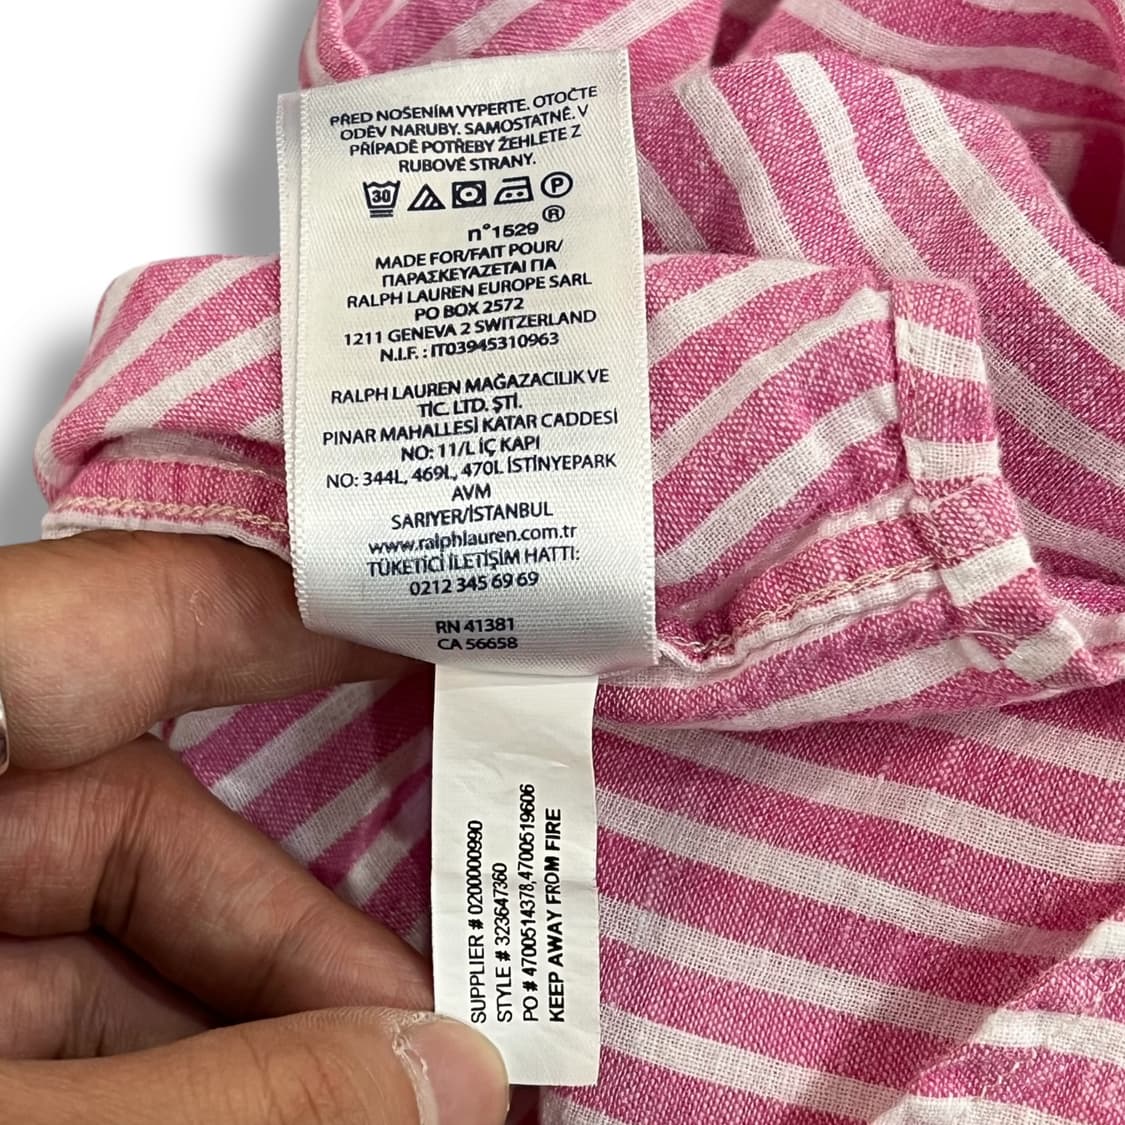 PŘED NOŠENÍM VYPERTE. OTOČTE
ODĚV NARUBY. SAMOSTATNĚ. V
PŘÍPADĚ POTŘEBY ŽEHLETE Z
RUBOVÉ STRANY.
30 P
®
n°1529
MADE FOR/FAIT POUR/
ΠΑΡΑΣΚΕΥΑΖΕΤΑΙ ΓΙΑ
RALPH LAUREN EUROPE SARL
PO BOX 2572
1211 GENEVA 2 SWITZERLAND
N.I.F. : IT03945310963
RALPH LAUREN MAĞAZACILIK VE
TİC. LTD. ŞTİ.
PINAR MAHALLESİ KATAR CADDESİ
NO: 11/L İÇ KAPI
NO: 344L, 469L, 470L İSTİNYEPARK
AVM
SARIYER/İSTANBUL
www.ralphlauren.com.tr
TÜKETİCİ İLETİŞİM HATTI:
0212 345 69 69
RN 41381
CA 56658
SUPPLIER # 0200000990
STYLE # 323647360
PO # 4700514378,4700519606
KEEP AWAY FROM FIRE